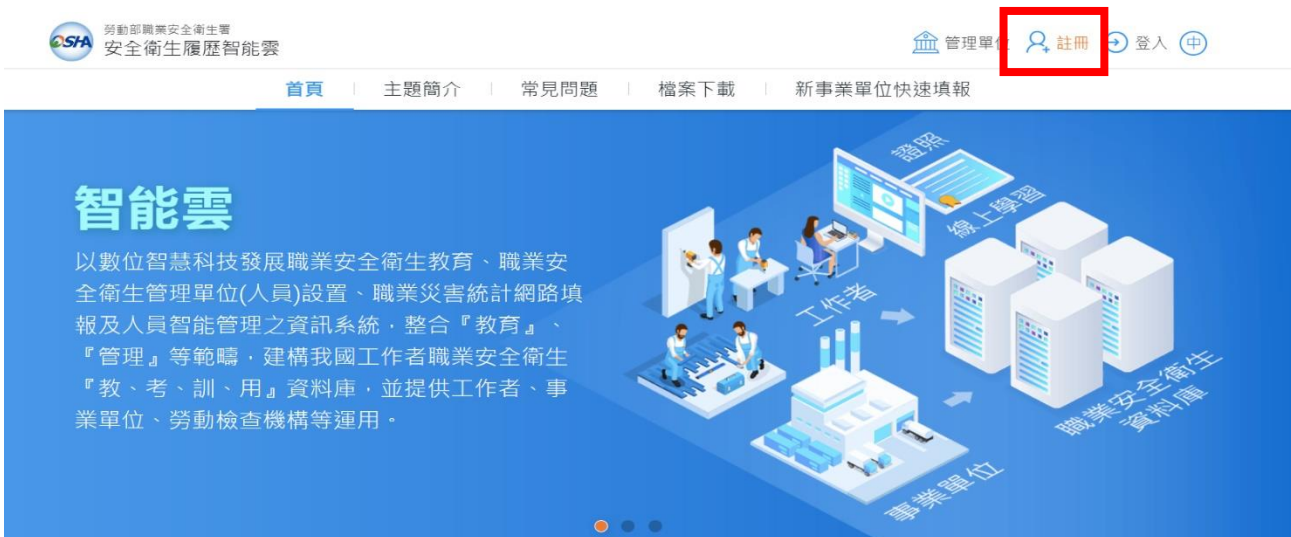 OSHA
勞動部職業安全衛生署
安全衛生履歷智能雲
管理單位 註冊 登入 中
首頁 主題簡介 常見問題 檔案下載 新事業單位快速填報
智能雲
以數位智慧科技發展職業安全衛生教育、職業安
全衛生管理單位(人員)設置、職業災害統計網路填
報及人員智能管理之資訊系統，整合『教育』、
『管理』等範疇，建構我國工作者職業安全衛生
『教、考、訓、用』資料庫，並提供工作者、事
業單位、勞動檢查機構等運用。
證照
線上學習
工作者
職業安全衛生
資料庫
事業單位